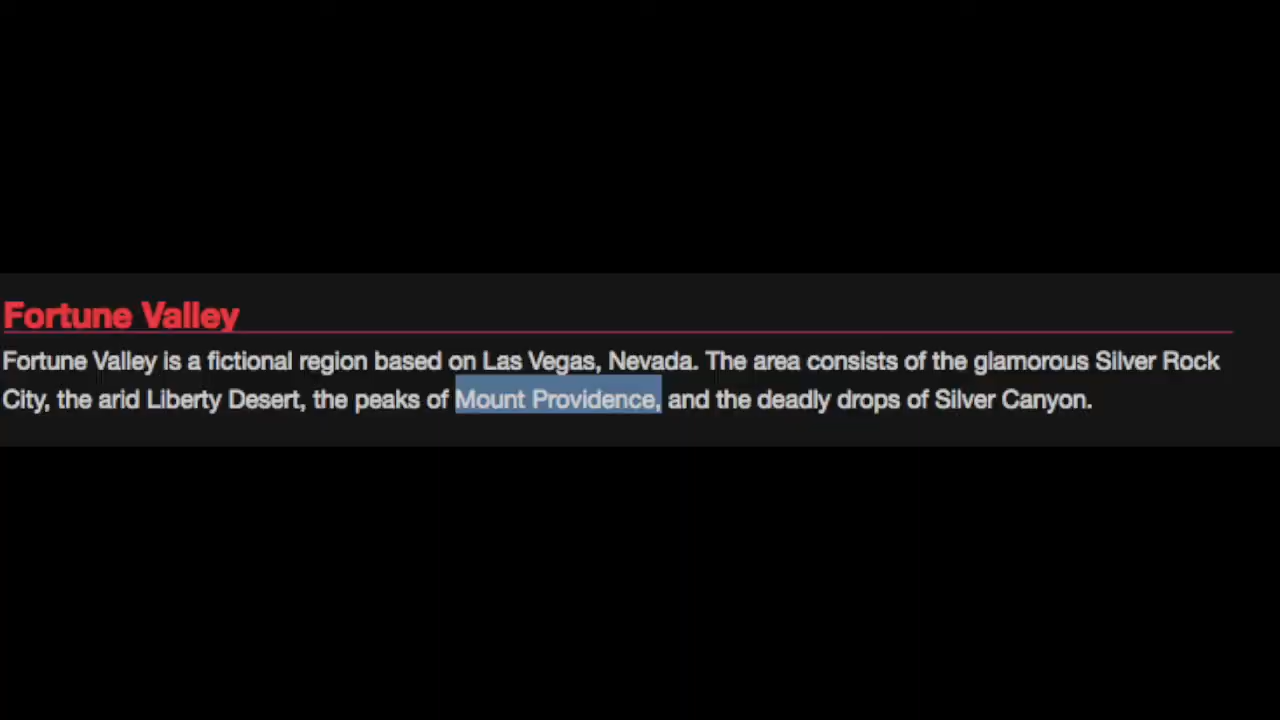 Fortune Valley
Fortune Valley is a fictional region based on Las Vegas, Nevada. The area consists of the glamorous Silver Rock
City, the arid Liberty Desert, the peaks of Mount Providence, and the deadly drops of Silver Canyon.